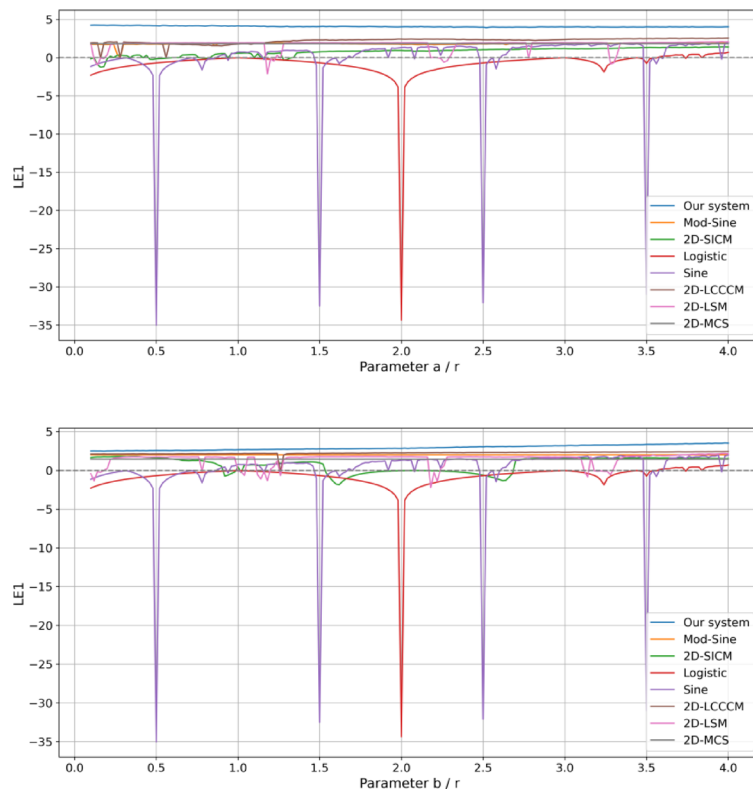 5
0
−5
−10
−15
−20
−25
−30
−35
LE1
Our system
Mod-Sine
2D-SICM
Logistic
Sine
2D-LCCCM
2D-LSM
2D-MCS
0.0 0.5 1.0 1.5 2.0 2.5 3.0 3.5 4.0
Parameter a / r
5
0
−5
−10
−15
−20
−25
−30
−35
LE1
Our system
Mod-Sine
2D-SICM
Logistic
Sine
2D-LCCCM
2D-LSM
2D-MCS
0.0 0.5 1.0 1.5 2.0 2.5 3.0 3.5 4.0
Parameter b / r